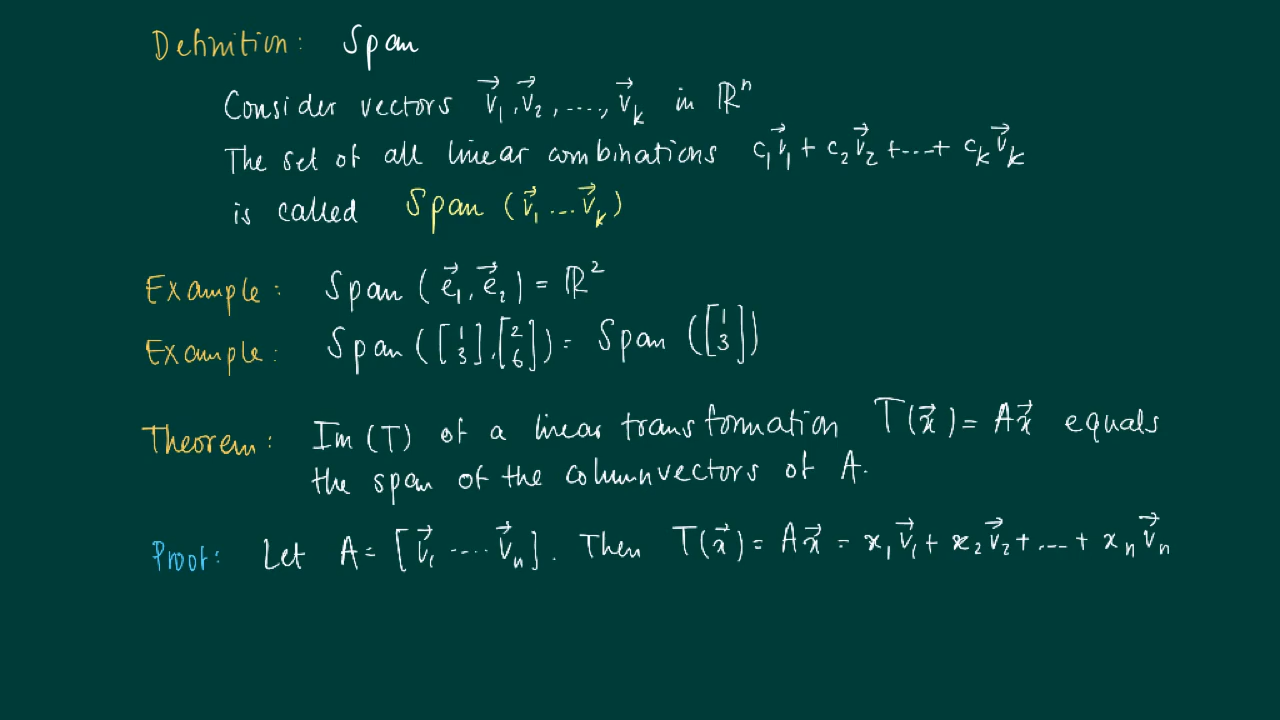 Definition: Span
Consider vectors v⃗₁, v⃗₂, ...., v⃗ₖ in ℝⁿ
The set of all linear combinations c₁v⃗₁ + c₂v⃗₂ + ... + cₖv⃗ₖ
is called Span (v⃗₁ ... v⃗ₖ)
Example: Span (e⃗₁, e⃗₂) = ℝ²
Example: Span ([1 3], [2 6]) = Span ([1 3])
Theorem: Im (T) of a linear transformation T(x⃗) = Ax⃗ equals
the span of the columnvectors of A.
Proof: Let A = [v⃗₁ .... v⃗ₙ]. Then T(x⃗) = Ax⃗ = x₁v⃗₁ + x₂v⃗₂ + ... + xₙv⃗ₙ